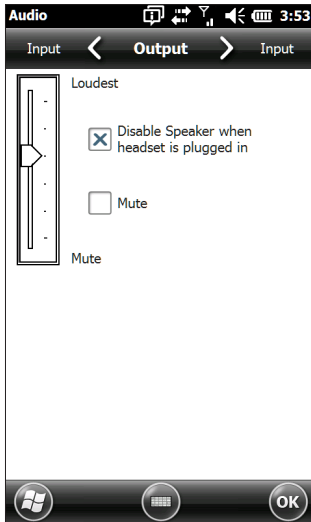 Audio 3:53
Input Output Input
Loudest
Disable Speaker when
headset is plugged in
Mute
Mute
OK